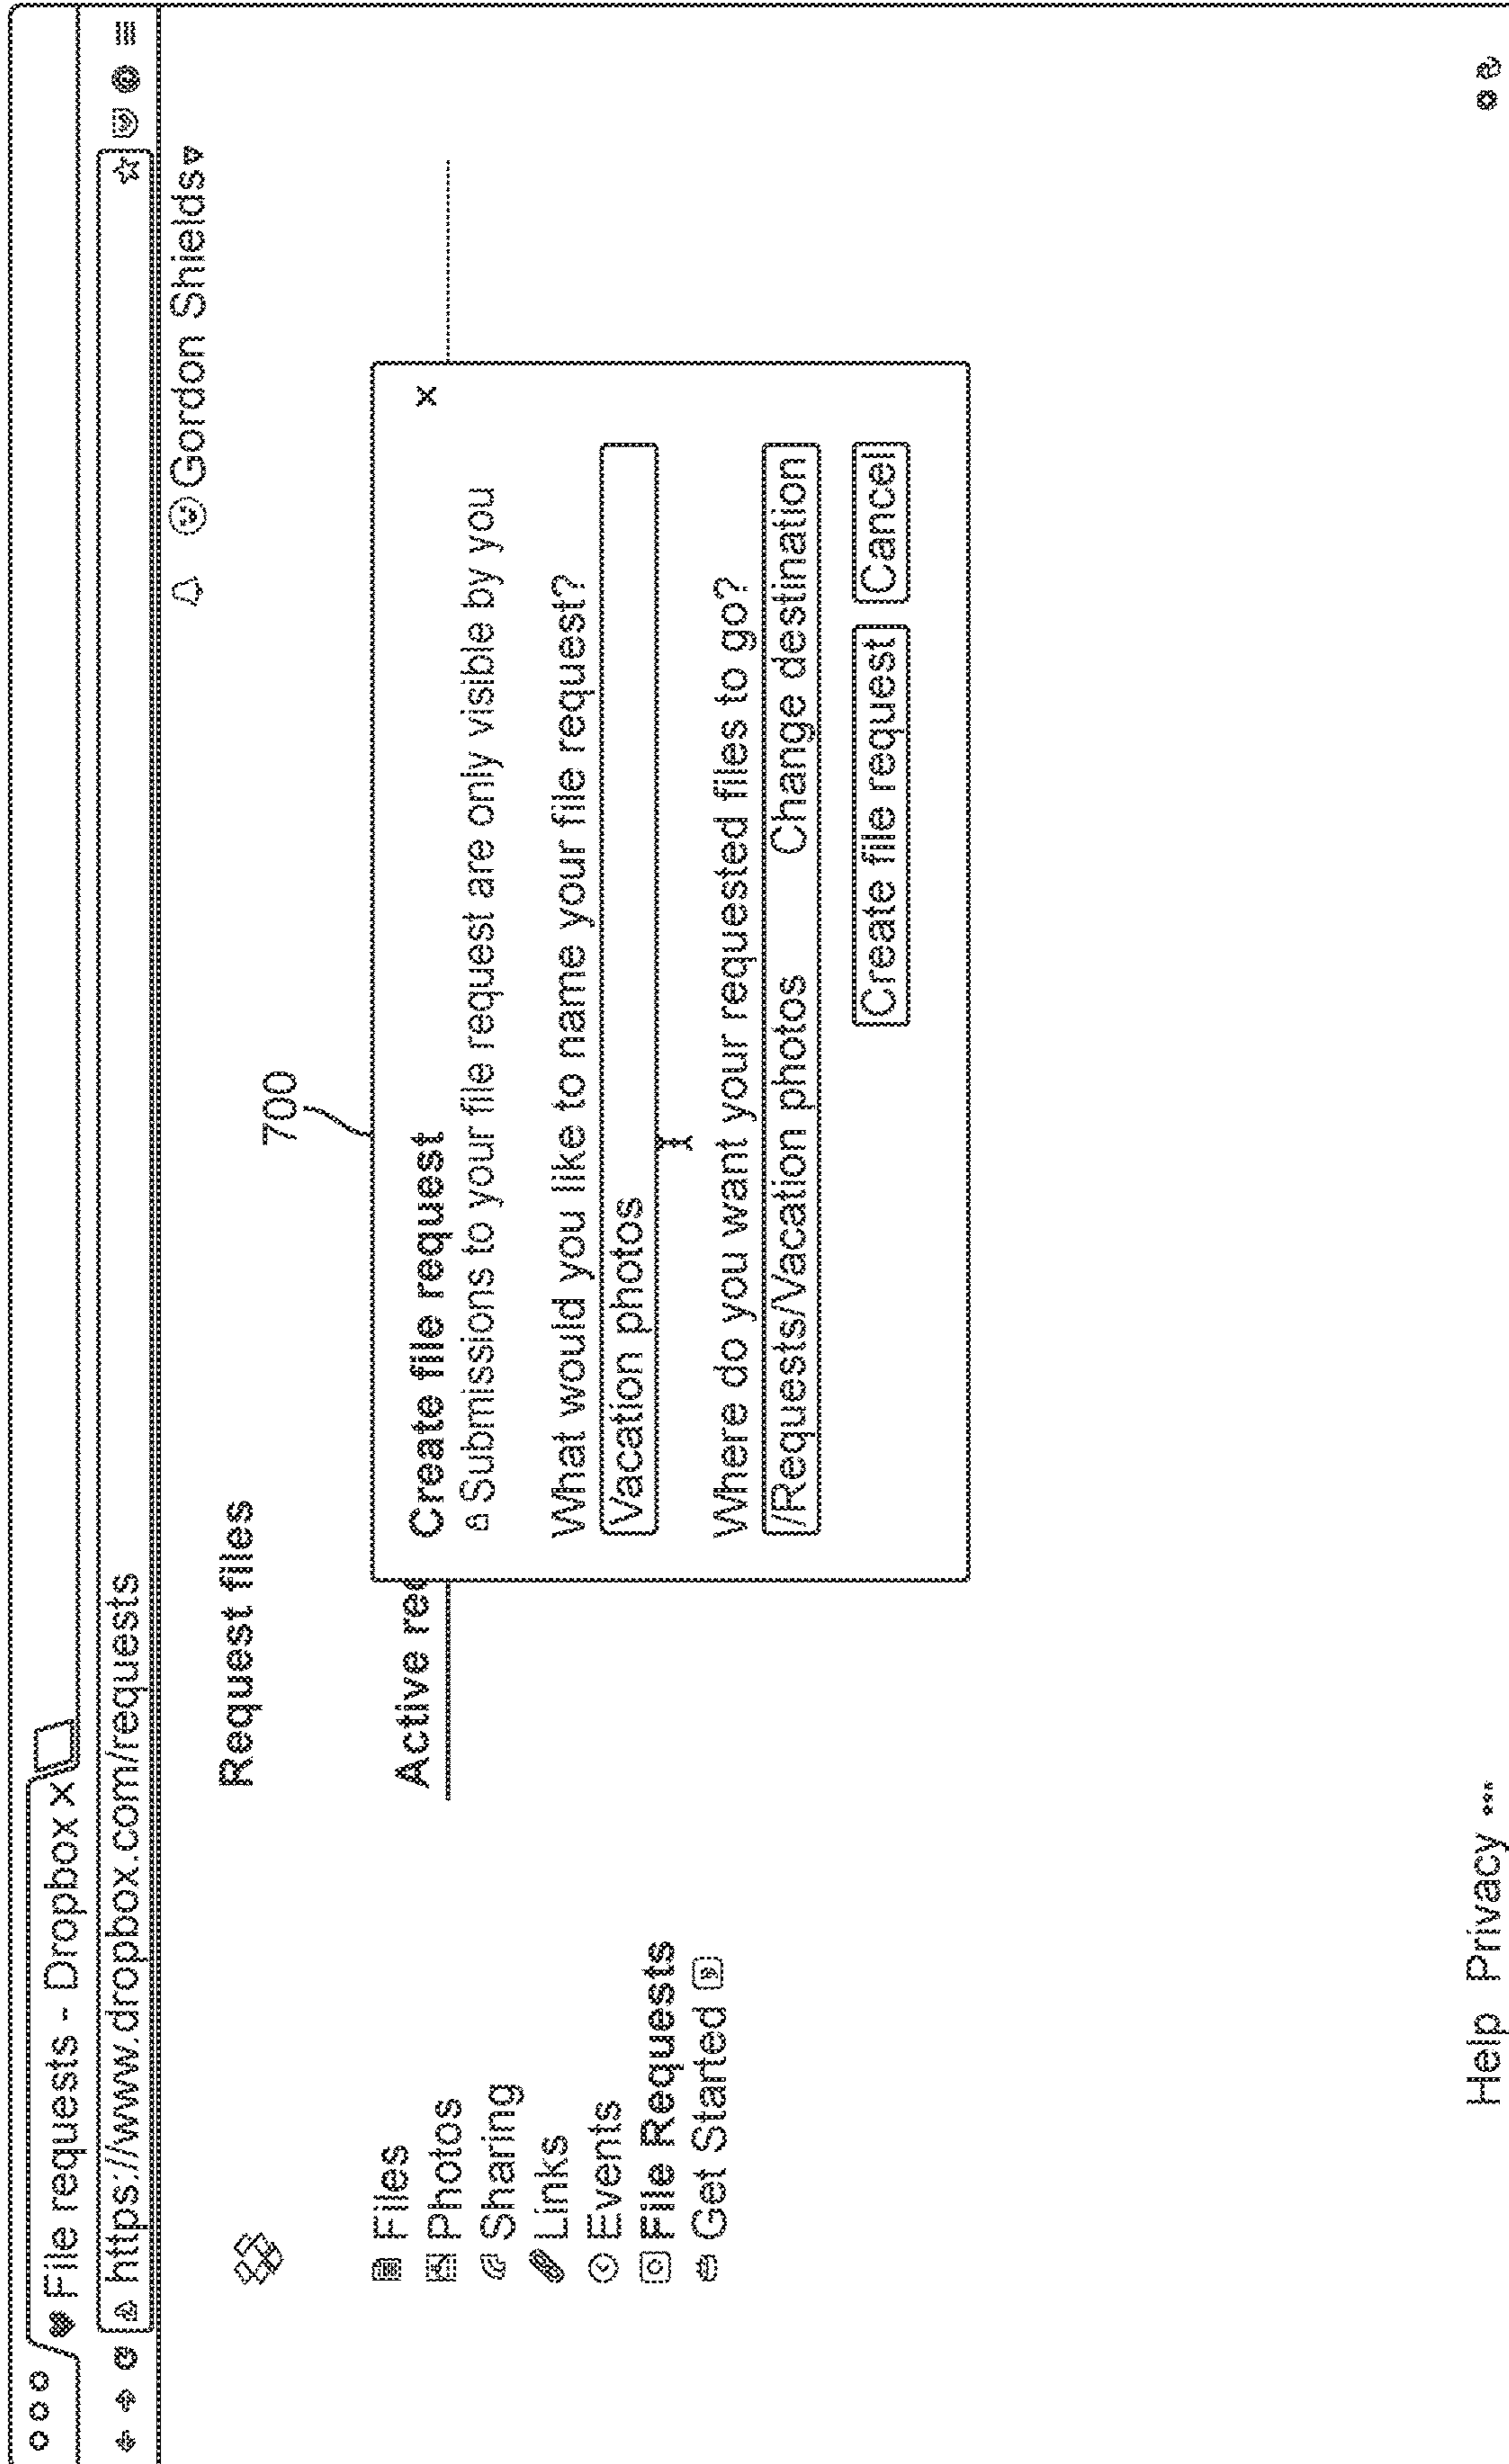 File requests - Dropbox X
https://www.dropbox.com/requests
Gordon Shields
Request files
700
Files
Photos
Sharing
Links
Events
File Requests
Get Started
Active req
Create file request
x
Submissions to your file request are only visible by you
What would you like to name your file request?
Vacation photos
Where do you want your requested files to go?
/Requests/Vacation photos Change destination
Create file request Cancel
Help Privacy •••